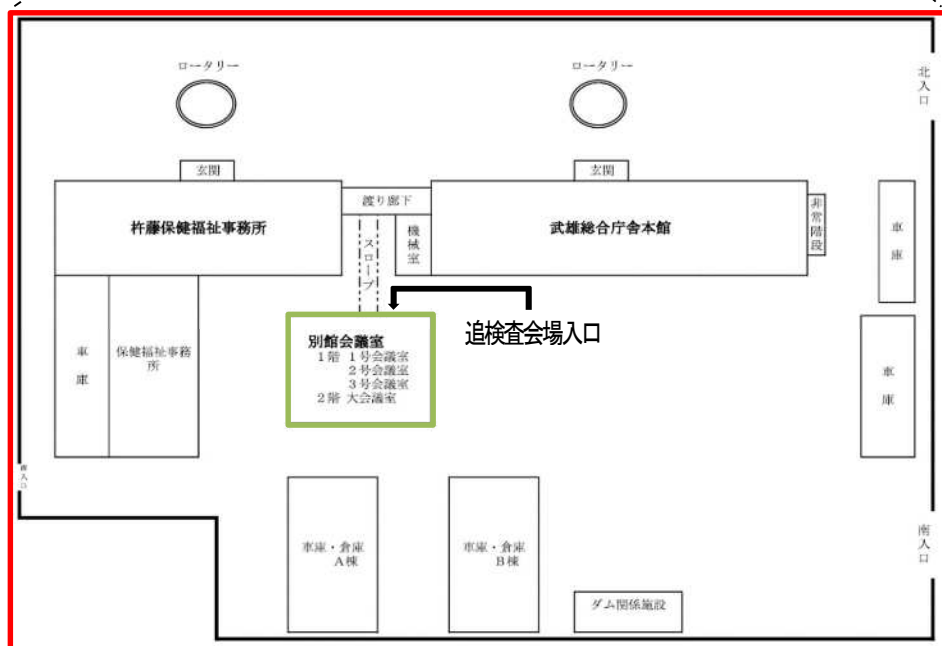 ロータリー
ロータリー
北入口
玄関
玄関
渡り廊下
杵藤保健福祉事務所
武雄総合庁舎本館
非常階段
機械室
スロープ
車庫
追検査会場入口
別館会議室
1階 1号会議室
2号会議室
3号会議室
2階 大会議室
車庫
保健福祉事務
所
車庫
西入口
車庫・倉庫
A棟
車庫・倉庫
B棟
南入口
ダム関係施設